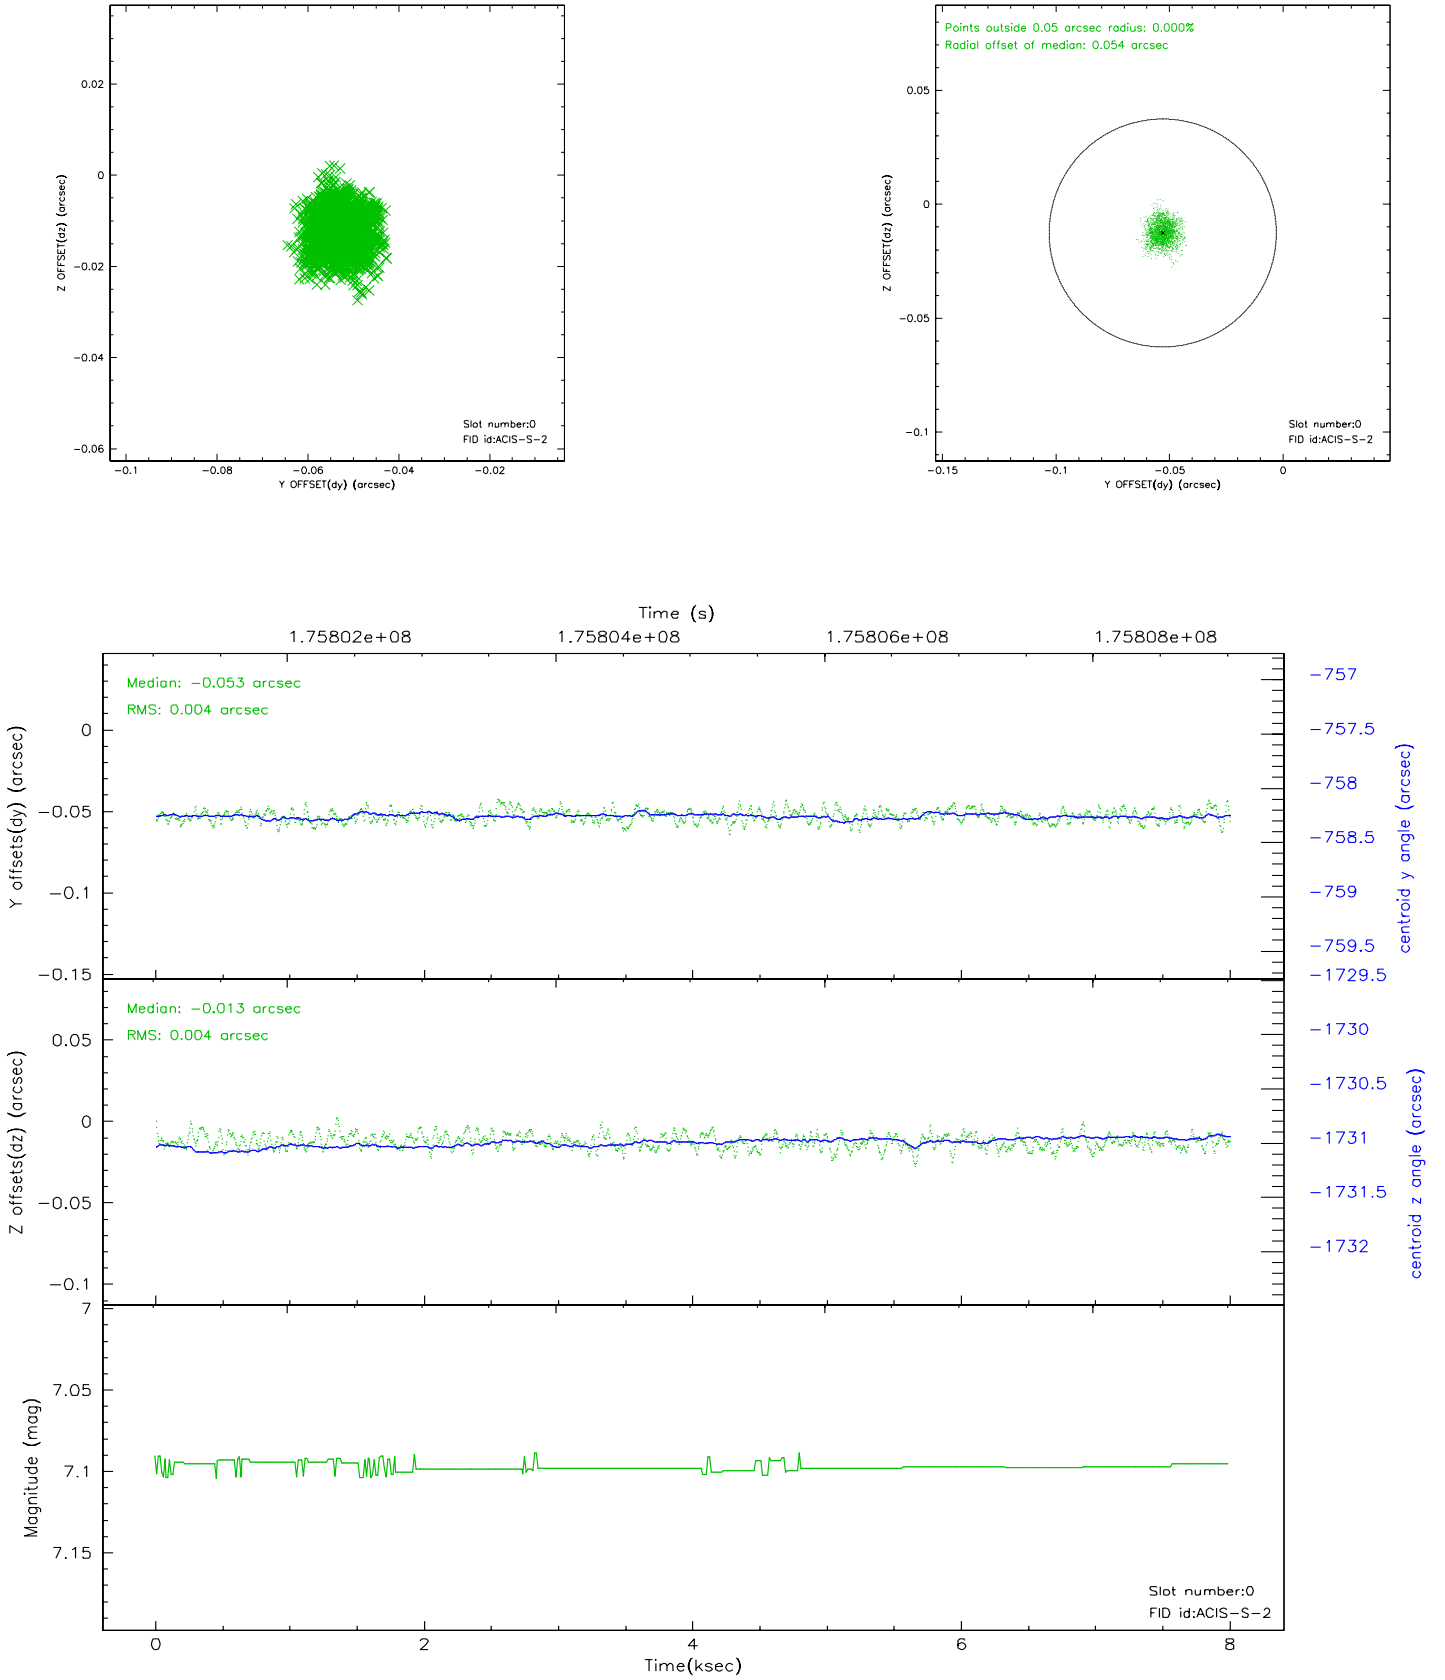 0.02
0
-0.02
-0.04
-0.06
Z OFFSET(dz) (arcsec)
Slot number:0
FID id:ACIS-S-2
-0.1
-0.08
-0.06
-0.04
-0.02
Y OFFSET(dy) (arcsec)
Points outside 0.05 arcsec radius: 0.000%
Radial offset of median: 0.054 arcsec
0.05
0
-0.05
-0.1
Z OFFSET(dz) (arcsec)
Slot number:0
FID id:ACIS-S-2
-0.15
-0.1
-0.05
0
Y OFFSET(dy) (arcsec)
Time (s)
1.75802e+08
1.75804e+08
1.75806e+08
1.75808e+08
Median: -0.053 arcsec
RMS: 0.004 arcsec
0
-0.05
-0.1
-0.15
Y offsets(dy) (arcsec)
-757
-757.5
-758
-758.5
-759
-759.5
centroid y angle (arcsec)
Median: -0.013 arcsec
RMS: 0.004 arcsec
0.05
0
-0.05
-0.1
Z offsets(dz) (arcsec)
-1729.5
-1730
-1730.5
-1731
-1731.5
-1732
centroid z angle (arcsec)
7
7.05
7.1
7.15
Magnitude (mag)
Slot number:0
FID id:ACIS-S-2
0
2
4
6
8
Time(ksec)